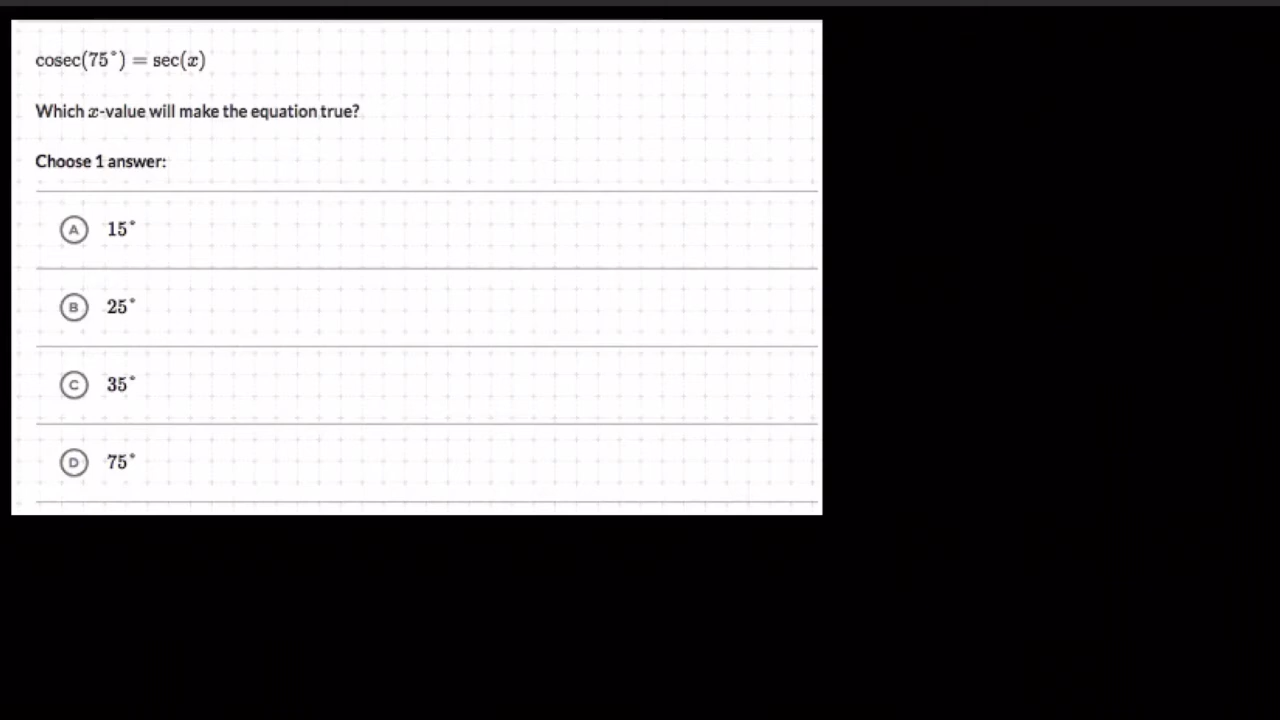 cosec(75°) = sec(x)
Which x-value will make the equation true?
Choose 1 answer:
A 15°
B 25°
C 35°
D 75°